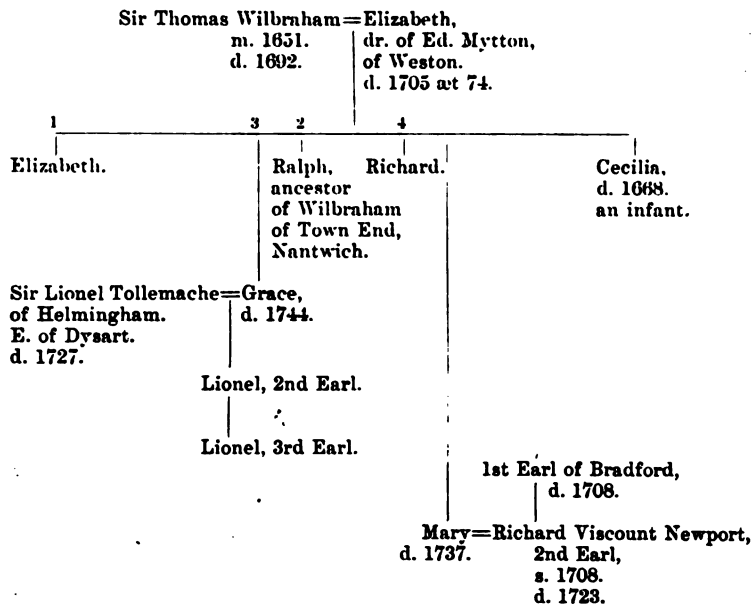 Sir Thomas Wilbraham=Elizabeth,
m. 1651. dr. of Ed. Mytton,
d. 1692. of Weston.
d. 1705 æt 74.
1 3 2 4
Elizabeth. Ralph, Richard. Cecilia,
ancestor d. 1668.
of Wilbraham an infant.
of Town End,
Nantwich.
Sir Lionel Tollemache=Grace,
of Helmingham. d. 1744.
E. of Dysart.
d. 1727.
Lionel, 2nd Earl.
Lionel, 3rd Earl.
1st Earl of Bradford,
d. 1708.
Mary=Richard Viscount Newport,
d. 1737. 2nd Earl,
s. 1708.
d. 1723.